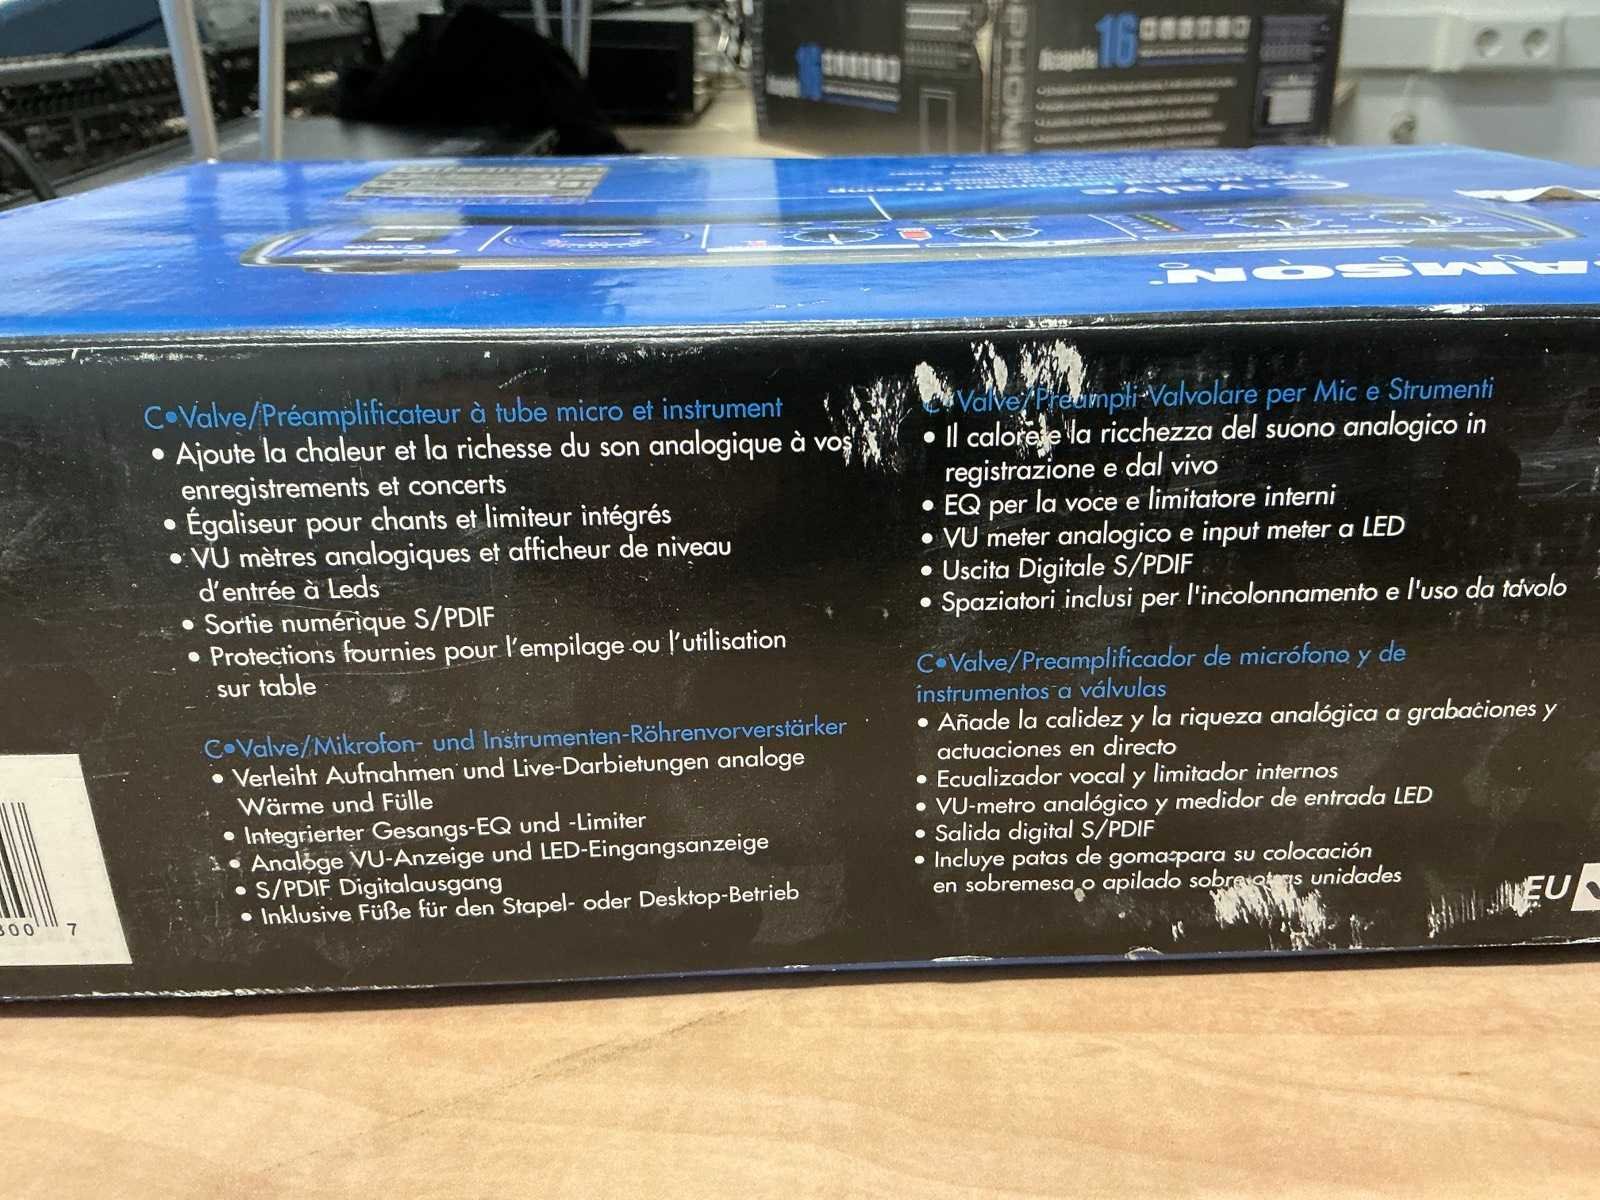 16
16
SAMSON
C•Valve/Préamplificateur à tube micro et instrument
• Ajoute la chaleur et la richesse du son analogique à vos
enregistrements et concerts
• Égaliseur pour chants et limiteur intégrés
• VU mètres analogiques et afficheur de niveau
d'entrée à Leds
• Sortie numérique S/PDIF
• Protections fournies pour l'empilage ou l'utilisation
sur table
C•Valve/Mikrofon- und Instrumenten-Röhrenvorverstärker
• Verleiht Aufnahmen und Live-Darbietungen analoge
Wärme und Fülle
• Integrierter Gesangs-EQ und -Limiter
• Analoge VU-Anzeige und LED-Eingangsanzeige
• S/PDIF Digitalausgang
• Inklusive Füße für den Stapel- oder Desktop-Betrieb
C•Valve/Preampli Valvolare per Mic e Strumenti
• Il calore e la ricchezza del suono analogico in
registrazione e dal vivo
• EQ per la voce e limitatore interni
• VU meter analogico e input meter a LED
• Uscita Digitale S/PDIF
• Spaziatori inclusi per l'incolonnamento e l'uso da tavolo
C•Valve/Preamplificador de micrófono y de
instrumentos a válvulas
• Añade la calidez y la riqueza analógica a grabaciones y
actuaciones en directo
• Ecualizador vocal y limitador internos
• VU-metro analógico y medidor de entrada LED
• Salida digital S/PDIF
• Incluye patas de goma para su colocación
en sobremesa o apilado sobre otras unidades
EU
300 7